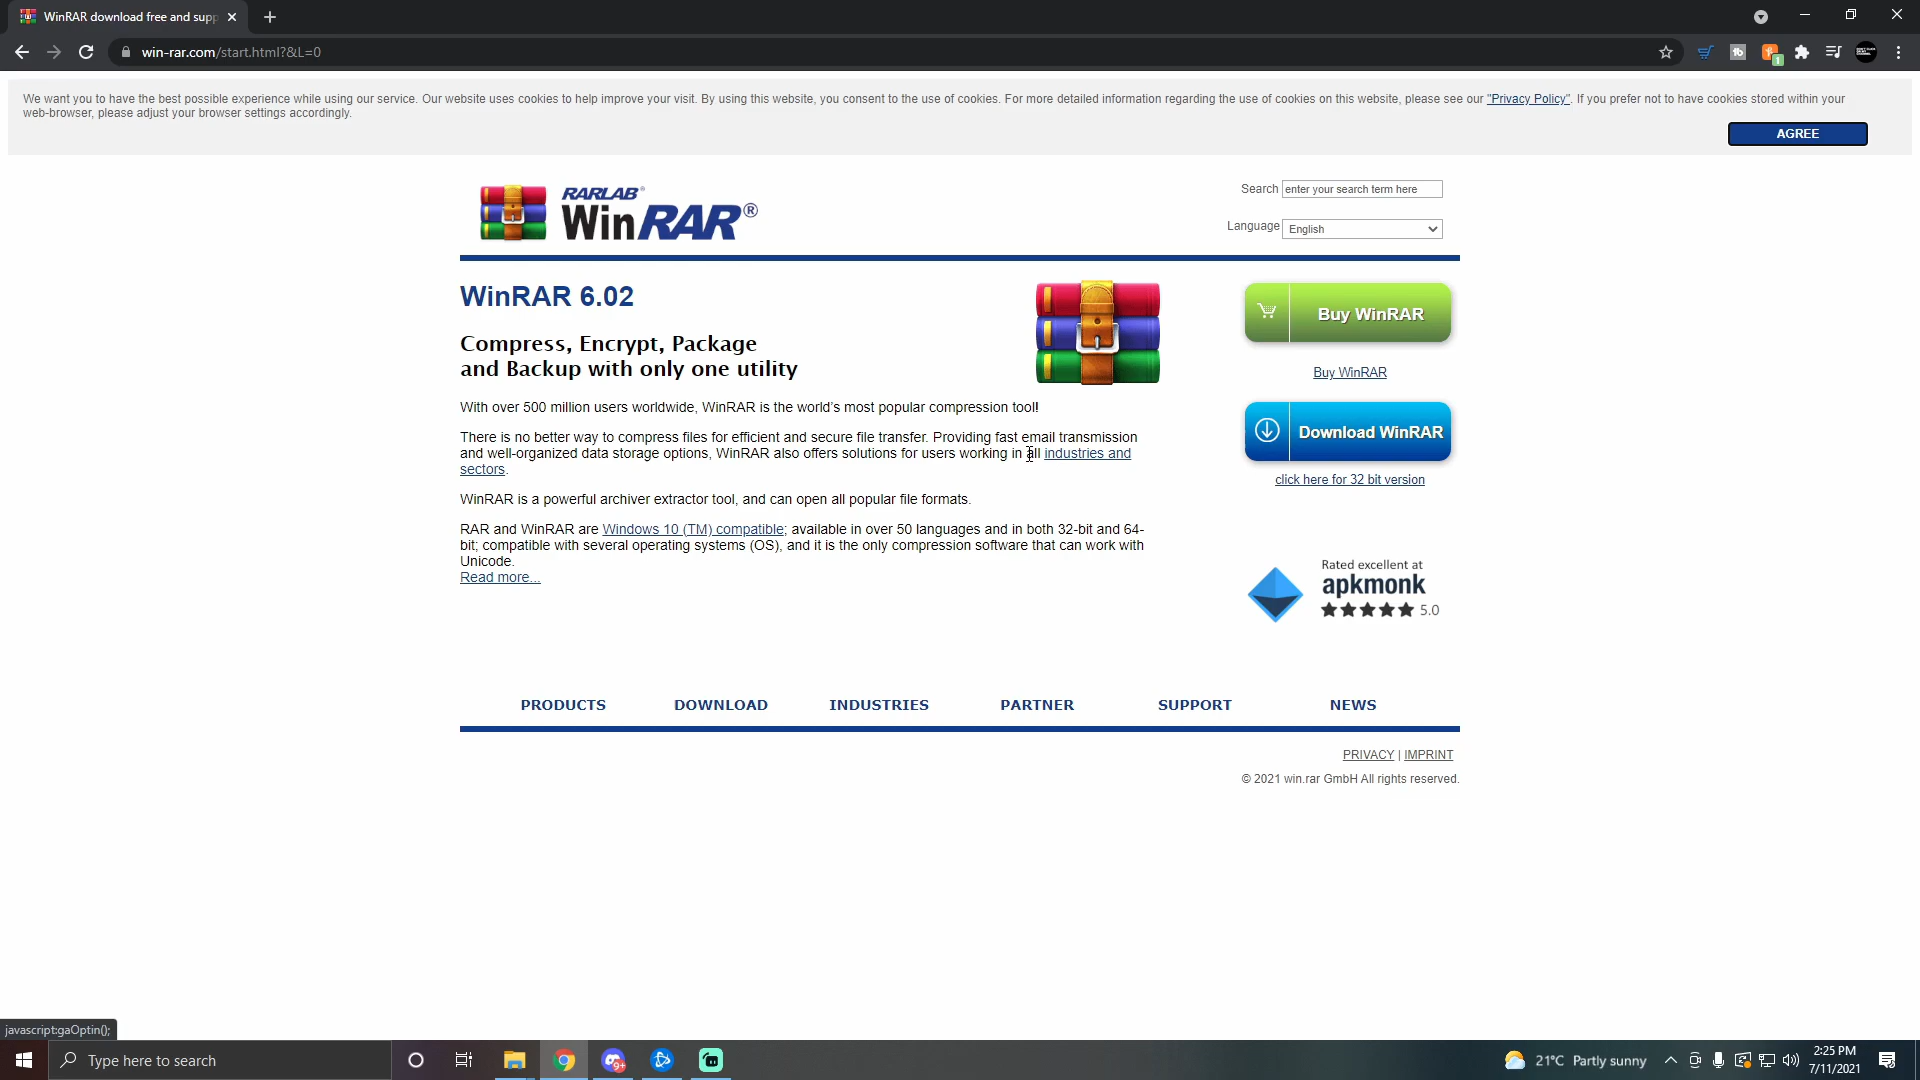 WinRAR download free and supp
win-rar.com/start.html?&L=0
We want you to have the best possible experience while using our service. Our website uses cookies to help improve your visit. By using this website, you consent to the use of cookies. For more detailed information regarding the use of cookies on this website, please see our "Privacy Policy". If you prefer not to have cookies stored within your
web-browser, please adjust your browser settings accordingly.
AGREE
RARLAB®
WinRAR®
Search enter your search term here
Language English
WinRAR 6.02
Compress, Encrypt, Package
and Backup with only one utility
With over 500 million users worldwide, WinRAR is the world's most popular compression tool!
There is no better way to compress files for efficient and secure file transfer. Providing fast email transmission
and well-organized data storage options, WinRAR also offers solutions for users working in all industries and
sectors.
WinRAR is a powerful archiver extractor tool, and can open all popular file formats.
RAR and WinRAR are Windows 10 (TM) compatible; available in over 50 languages and in both 32-bit and 64-
bit; compatible with several operating systems (OS), and it is the only compression software that can work with
Unicode.
Read more...
Buy WinRAR
Buy WinRAR
Download WinRAR
click here for 32 bit version
Rated excellent at
apkmonk
5.0
PRODUCTS DOWNLOAD INDUSTRIES PARTNER SUPPORT NEWS
PRIVACY | IMPRINT
© 2021 win.rar GmbH All rights reserved.
javascript:gaOptin();
Type here to search
9+
21°C Partly sunny
2:25 PM
7/11/2021